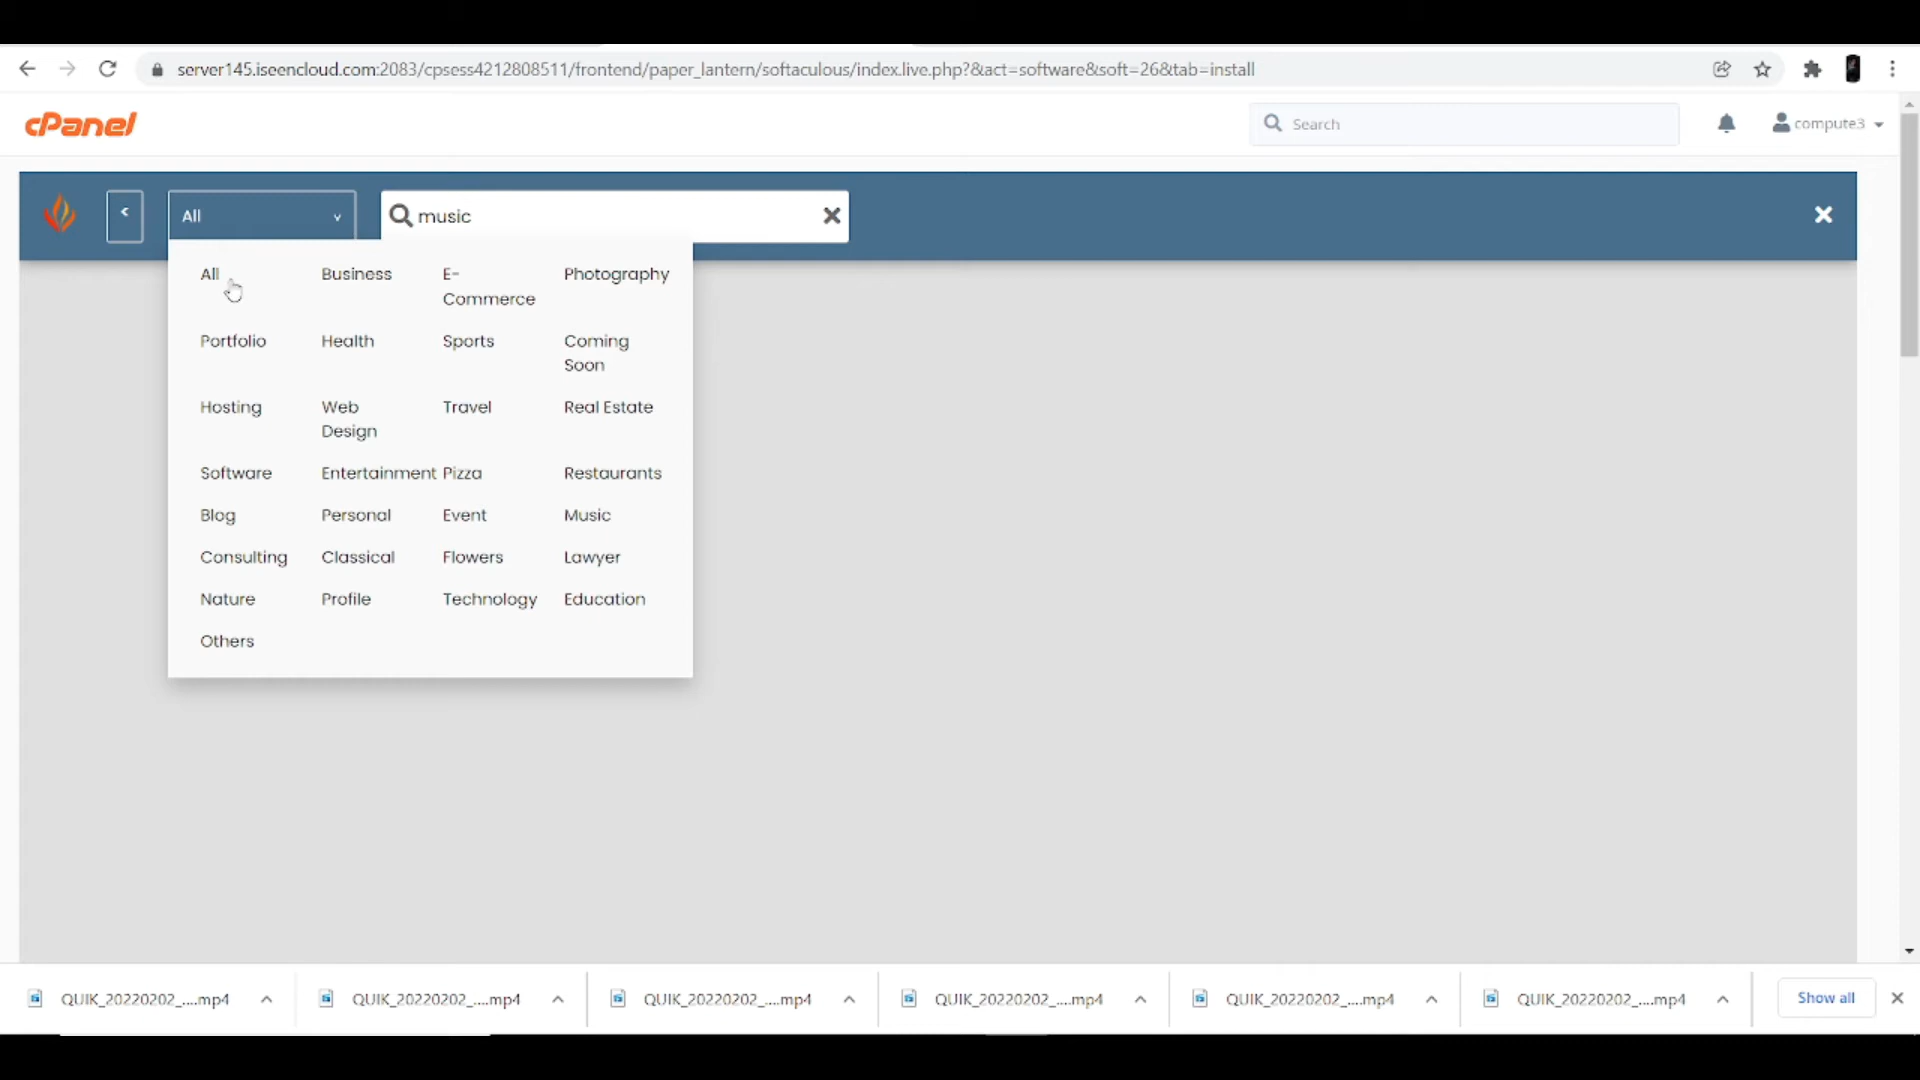 server145.iseencloud.com:2083/cpsess4212808511/frontend/paper_lantern/softaculous/index.live.php?&act=software&soft=26&tab=install
cPanel
Search
compute3
<
All
v
music
All
Business
E-
Commerce
Photography
Portfolio
Health
Sports
Coming
Soon
Hosting
Web
Design
Travel
Real Estate
Software
Entertainment
Pizza
Restaurants
Blog
Personal
Event
Music
Consulting
Classical
Flowers
Lawyer
Nature
Profile
Technology
Education
Others
QUIK_20220202_....mp4
QUIK_20220202_....mp4
QUIK_20220202_....mp4
QUIK_20220202_....mp4
QUIK_20220202_....mp4
QUIK_20220202_....mp4
Show all